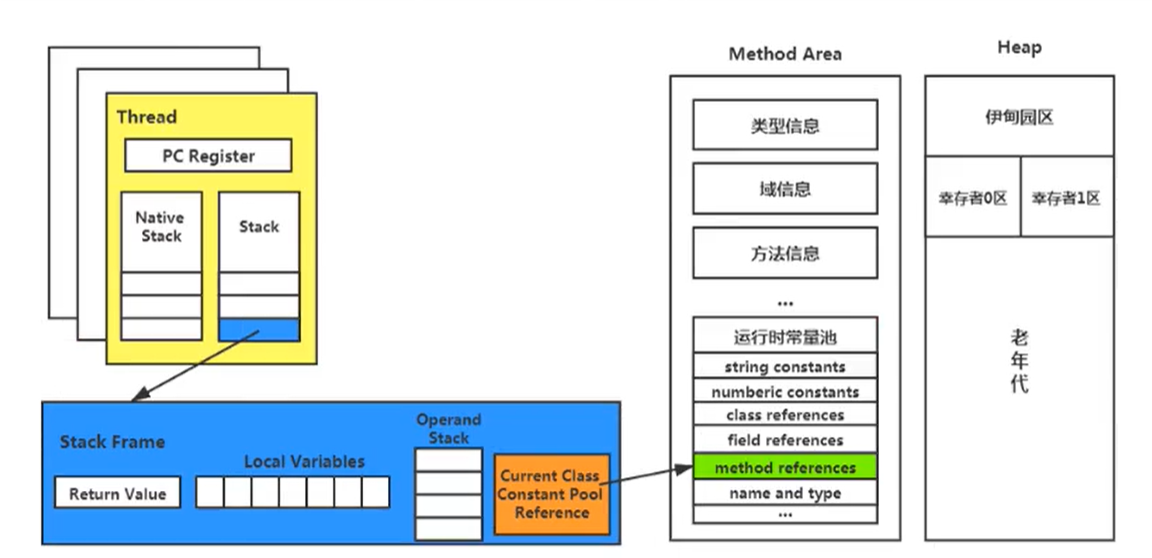 Thread
PC Register
Native
Stack
Stack
Stack Frame
Return Value
Local Variables
Operand
Stack
Current Class
Constant Pool
Reference
Method Area
类型信息
域信息
方法信息
...
运行时常量池
string constants
numberic constants
class references
field references
method references
name and type
...
Heap
伊甸园区
幸存者0区
幸存者1区
老
年
代